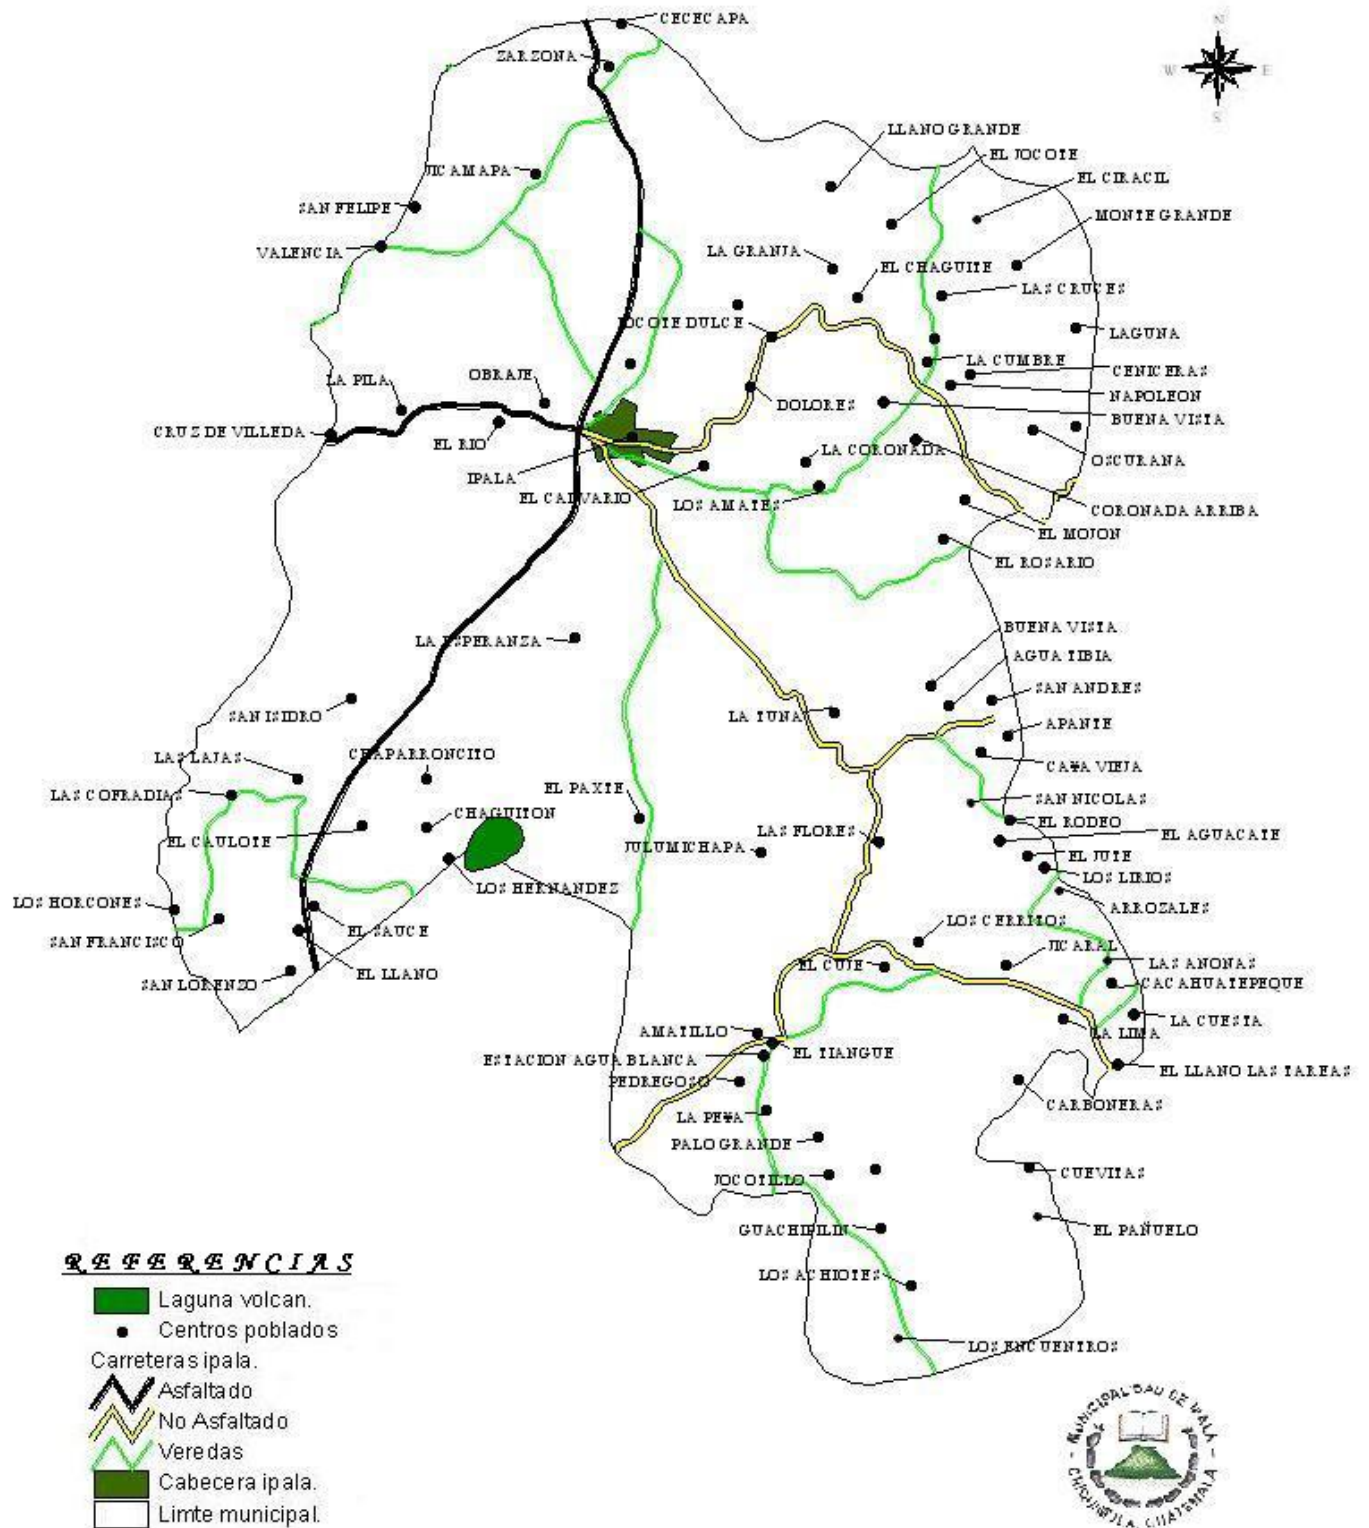 CECECAPA
ZARZONA
N
W E
S
LLANO GRANDE
EL JOCOTE
JICAMAPA
EL CIRACIL
SAN FELIPE
MONTE GRANDE
VALENCIA
LA GRANJA
EL CHAGUITE
LAS CRUCES
JOCOTE DULCE
LAGUNA
LA CUMBRE
CENICERAS
LA PILA
OBRAJE
NAPOLEON
DOLORES
BUENA VISTA
CRUZ DE VILLEDA
EL RIO
LA CORONADA
OSCURANA
IPALA
EL CALVARIO
LOS AMATES
CORONADA ARRIBA
EL MOJON
EL ROSARIO
BUENA VISTA
LA ESPERANZA
AGUA TIBIA
SAN ANDRES
SAN ISIDRO
LA TUNA
APANTE
CHAPARRONCITO
LAS LAJAS
CAÑA VIEJA
LAS COFRADIAS
EL PAXTE
SAN NICOLAS
CHAGUITON
EL RODEO
EL CAULOTE
LAS FLORES
EL AGUACATE
JULUMICHAPA
EL JUTE
LOS HERNANDEZ
LOS LIRIOS
LOS HORCONES
ARROZALES
EL SAUCE
LOS CERRITOS
SAN FRANCISCO
JICARAL
EL LLANO
EL CUJE
LAS ANONAS
SAN LORENZO
CACAHUATEPEQUE
LA CUESTA
AMATILLO
LA LIMA
EL TIANGUE
ESTACION AGUA BLANCA
EL LLANO LAS TAREAS
PEDREGOSO
CARBONERAS
LA PEÑA
PALO GRANDE
CUEVITAS
JOCOTILLO
GUACHIPILIN
EL PAÑUELO
LOS ACHIOTES
LOS ENCUENTROS
REFERENCIAS
Laguna volcan.
Centros poblados
Carreteras ipala.
Asfaltado
No Asfaltado
Veredas
Cabecera ipala.
Limte municipal.
MUNICIPALIDAD DE IPALA
CHIQUIMULA, GUATEMALA